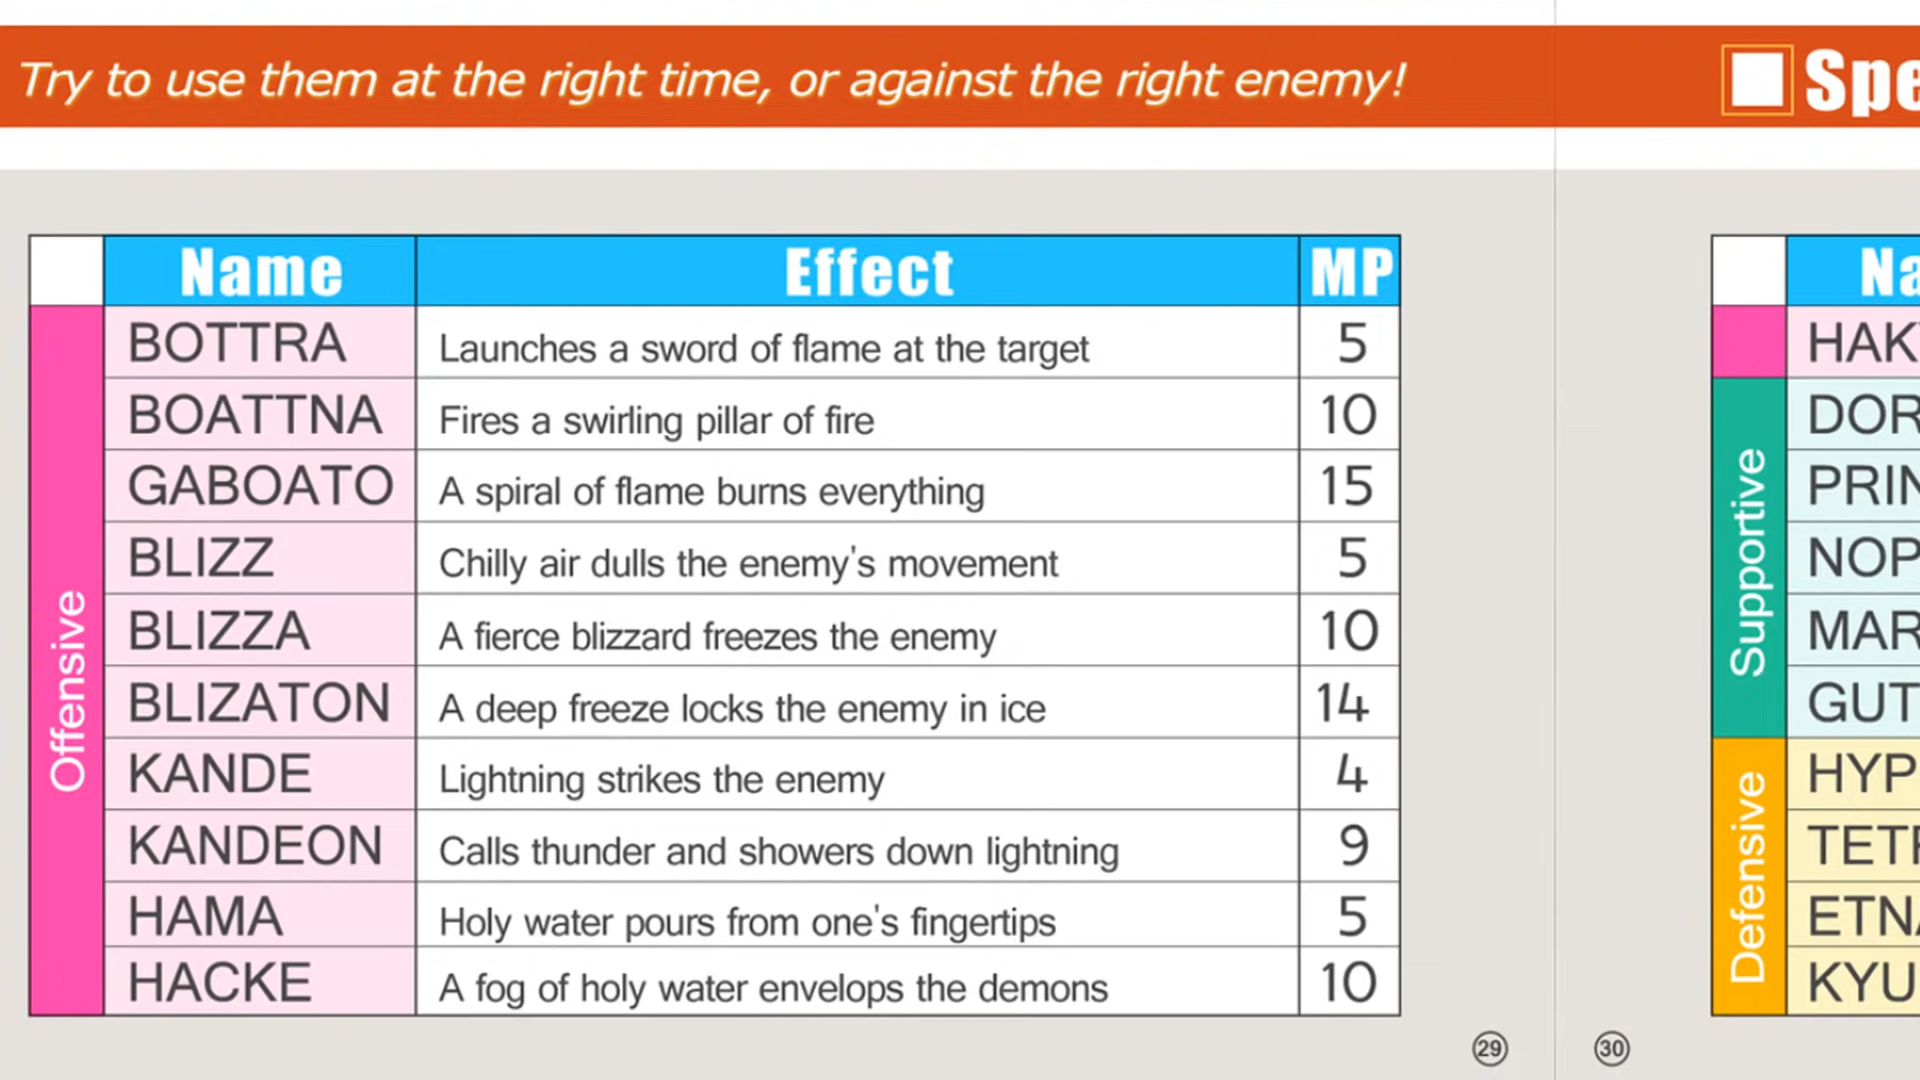 Try to use them at the right time, or against the right enemy!
Name Effect MP
Offensive
BOTTRA Launches a sword of flame at the target 5
BOATTNA Fires a swirling pillar of fire 10
GABOATO A spiral of flame burns everything 15
BLIZZ Chilly air dulls the enemy's movement 5
BLIZZA A fierce blizzard freezes the enemy 10
BLIZATON A deep freeze locks the enemy in ice 14
KANDE Lightning strikes the enemy 4
KANDEON Calls thunder and showers down lightning 9
HAMA Holy water pours from one's fingertips 5
HACKE A fog of holy water envelops the demons 10
29
Spe
Na
HAK
Supportive
DOR
PRIN
NOP
MAR
GUT
Defensive
HYP
TET
ETNA
KYU
30